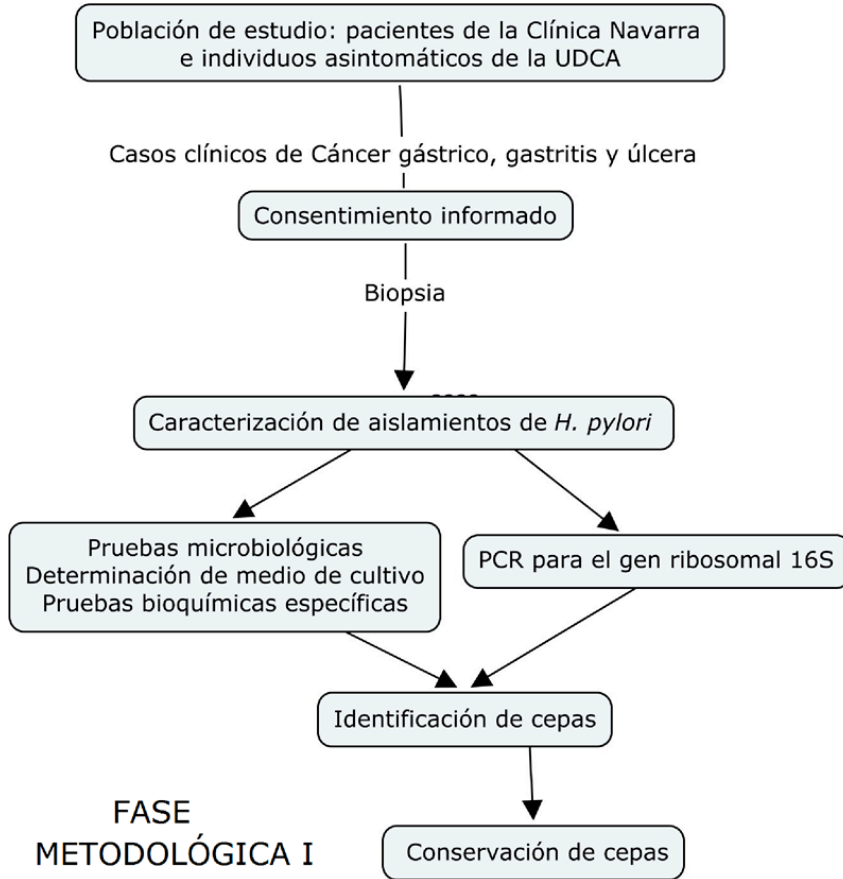 Población de estudio: pacientes de la Clínica Navarra
e individuos asintomáticos de la UDCA
Casos clínicos de Cáncer gástrico, gastritis y úlcera
Consentimiento informado
Biopsia
Caracterización de aislamientos de H. pylori
Pruebas microbiológicas
Determinación de medio de cultivo
Pruebas bioquímicas específicas
PCR para el gen ribosomal 16S
Identificación de cepas
Conservación de cepas
FASE
METODOLÓGICA I